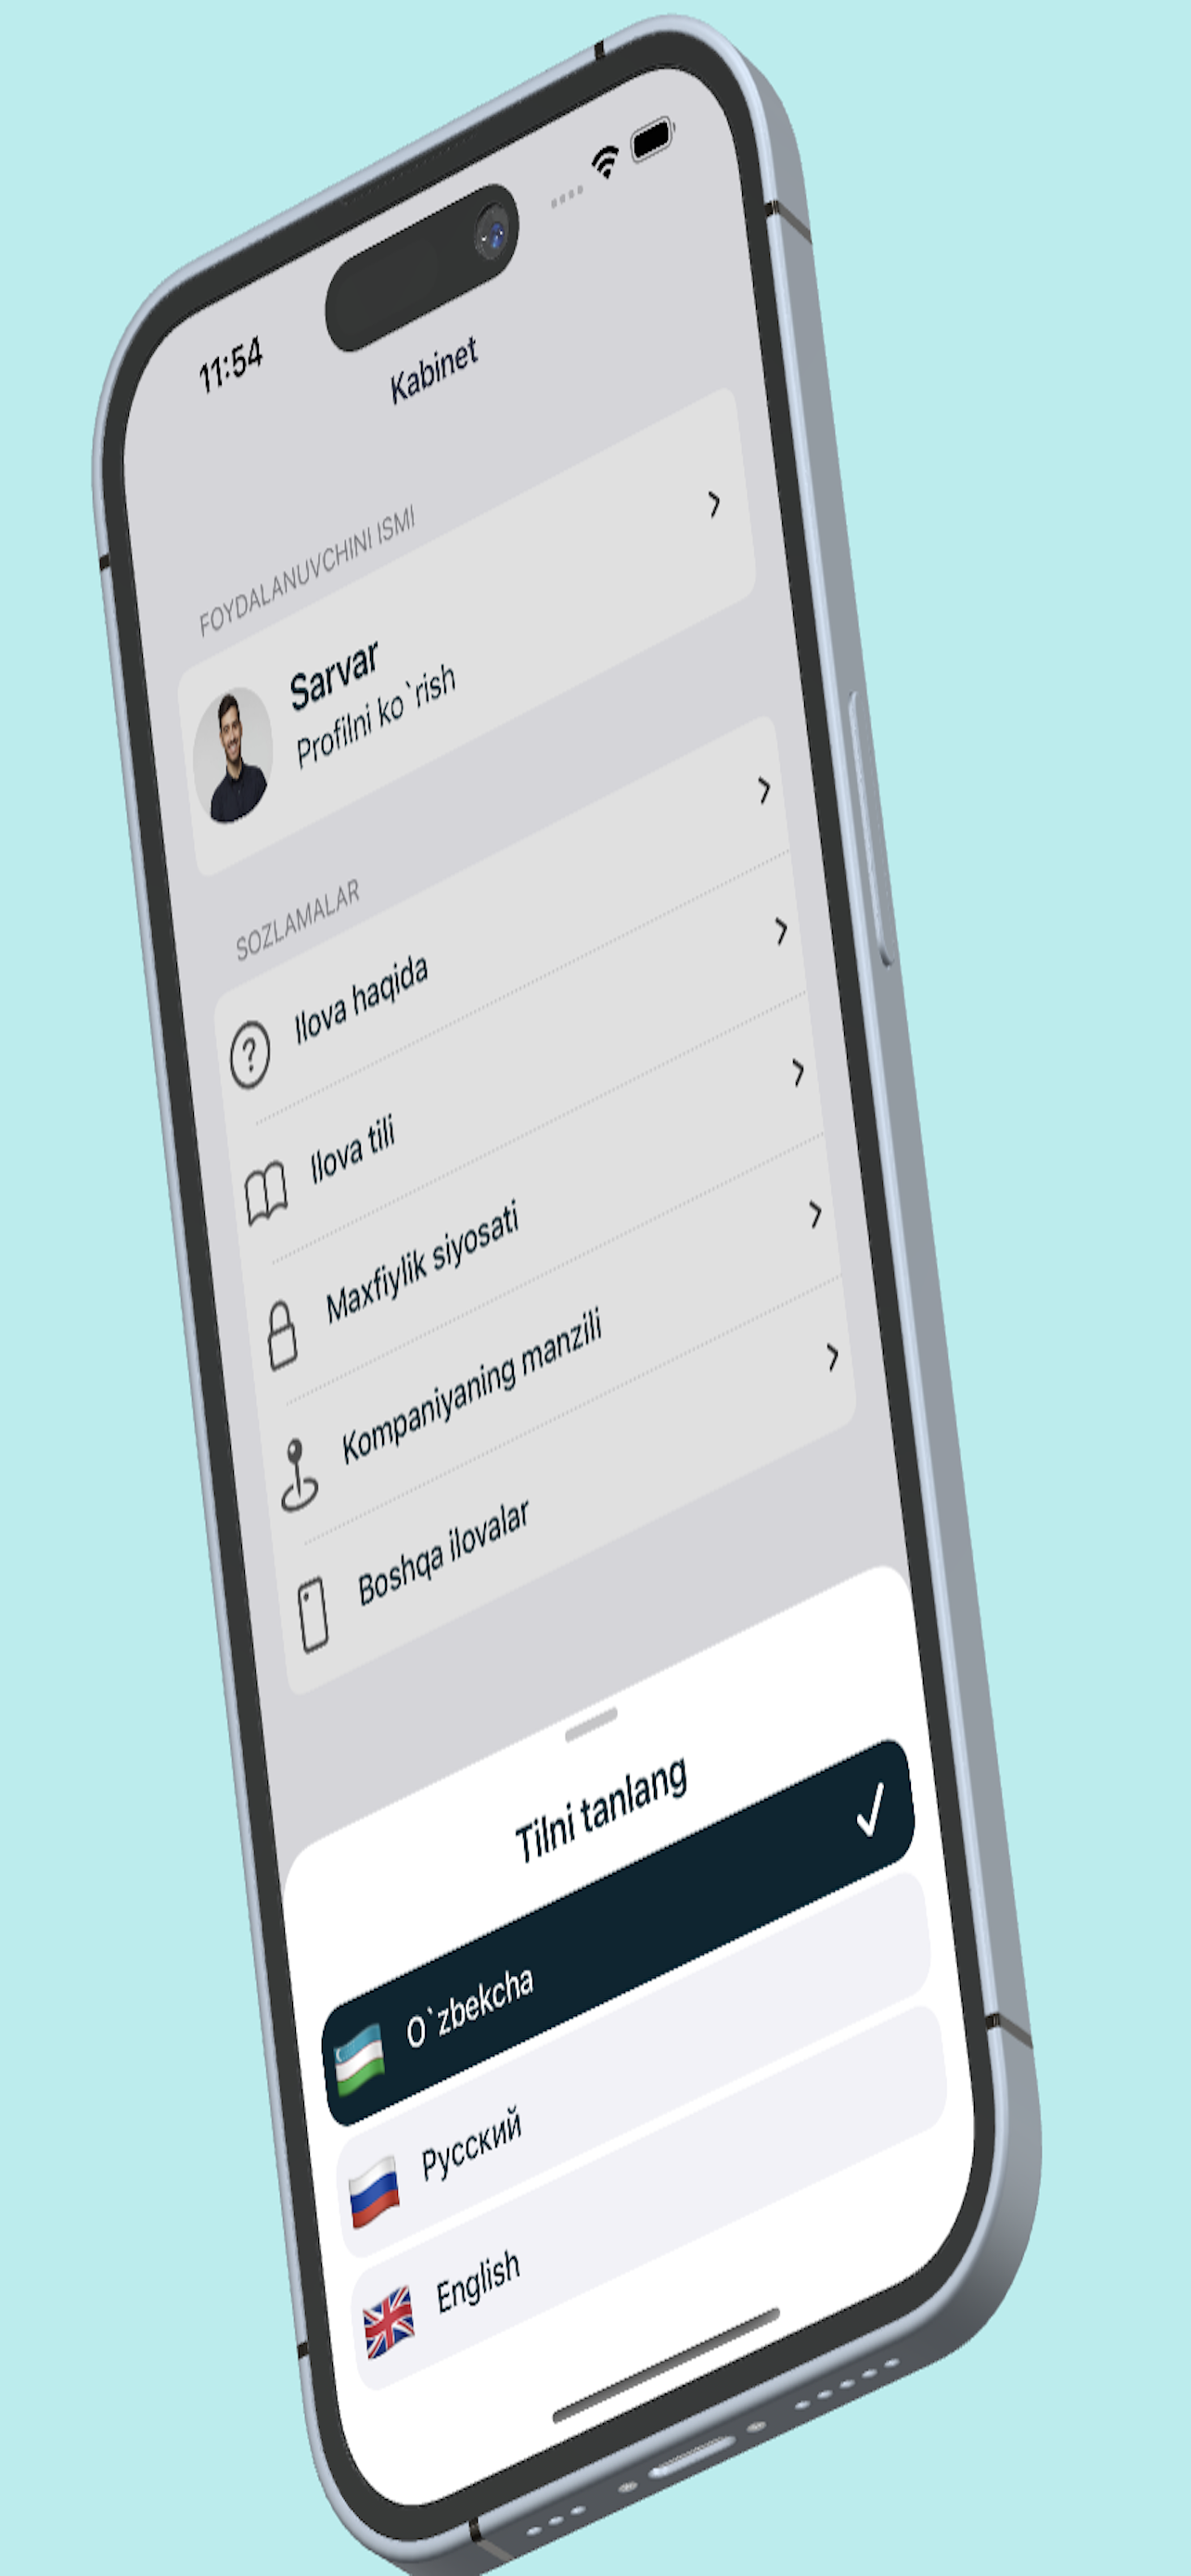 11:54
Kabinet
FOYDALANUVCHINI ISMI
Sarvar
Profilni ko`rish
SOZLAMALAR
Ilova haqida
Ilova tili
Maxfiylik siyosati
Kompaniyaning manzili
Boshqa ilovalar
Tilni tanlang
O`zbekcha
Русский
English